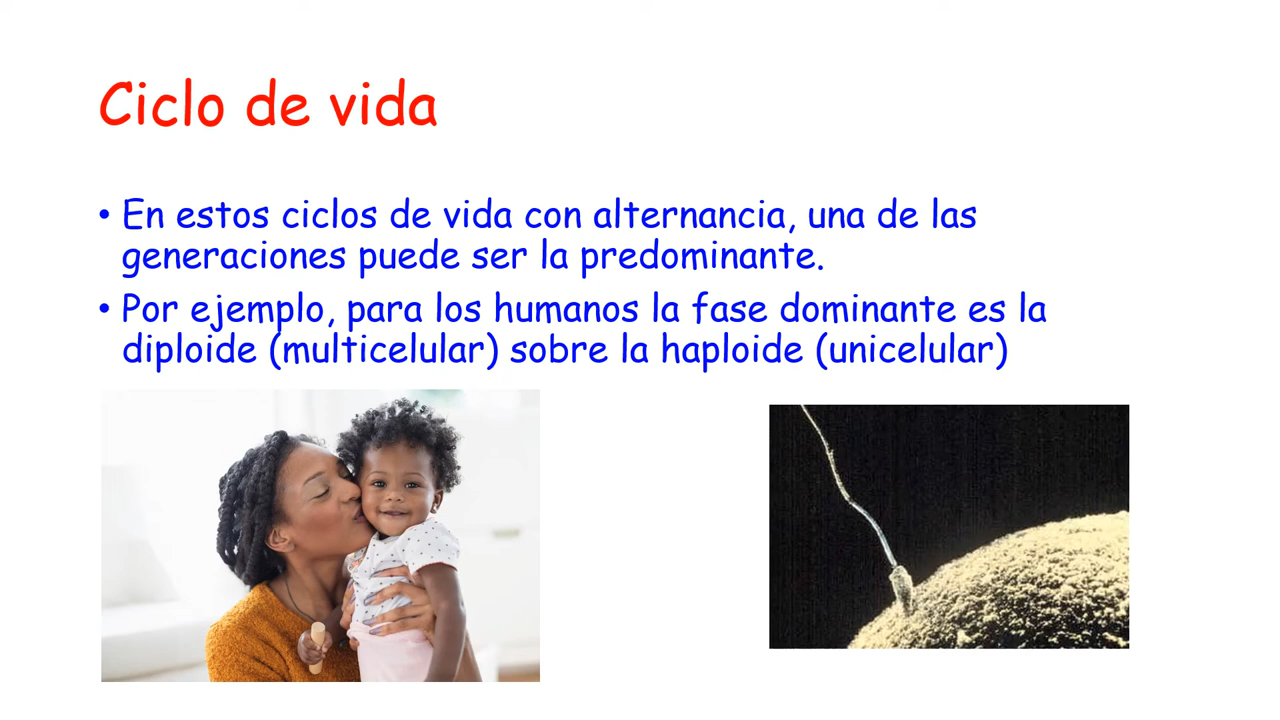 Ciclo de vida
• En estos ciclos de vida con alternancia, una de las
generaciones puede ser la predominante.
• Por ejemplo, para los humanos la fase dominante es la
diploide (multicelular) sobre la haploide (unicelular)